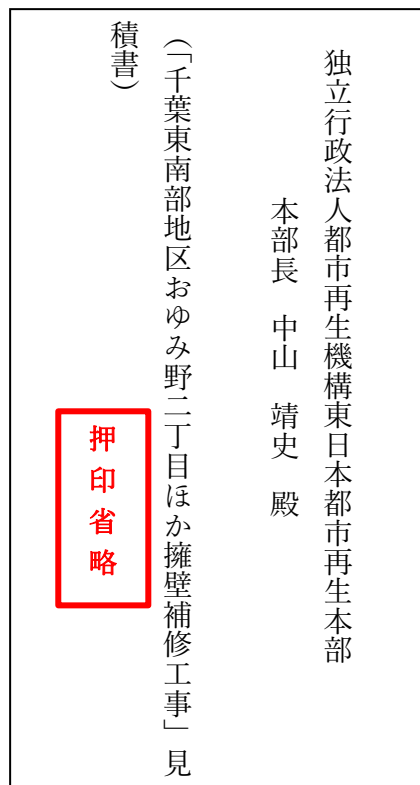 独立行政法人都市再生機構東日本都市再生本部
本部長　中山　靖史　殿
（「千葉東南部地区おゆみ野二丁目ほか擁壁補修工事」見
積書）
押印省略